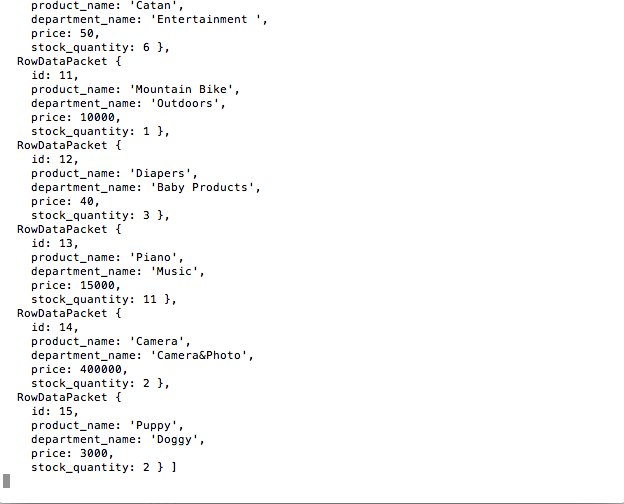 product_name: 'Catan',
department_name: 'Entertainment ',
price: 50,
stock_quantity: 6 },
RowDataPacket {
id: 11,
product_name: 'Mountain Bike',
department_name: 'Outdoors',
price: 10000,
stock_quantity: 1 },
RowDataPacket {
id: 12,
product_name: 'Diapers',
department_name: 'Baby Products',
price: 40,
stock_quantity: 3 },
RowDataPacket {
id: 13,
product_name: 'Piano',
department_name: 'Music',
price: 15000,
stock_quantity: 11 },
RowDataPacket {
id: 14,
product_name: 'Camera',
department_name: 'Camera&Photo',
price: 400000,
stock_quantity: 2 },
RowDataPacket {
id: 15,
product_name: 'Puppy',
department_name: 'Doggy',
price: 3000,
stock_quantity: 2 } ]